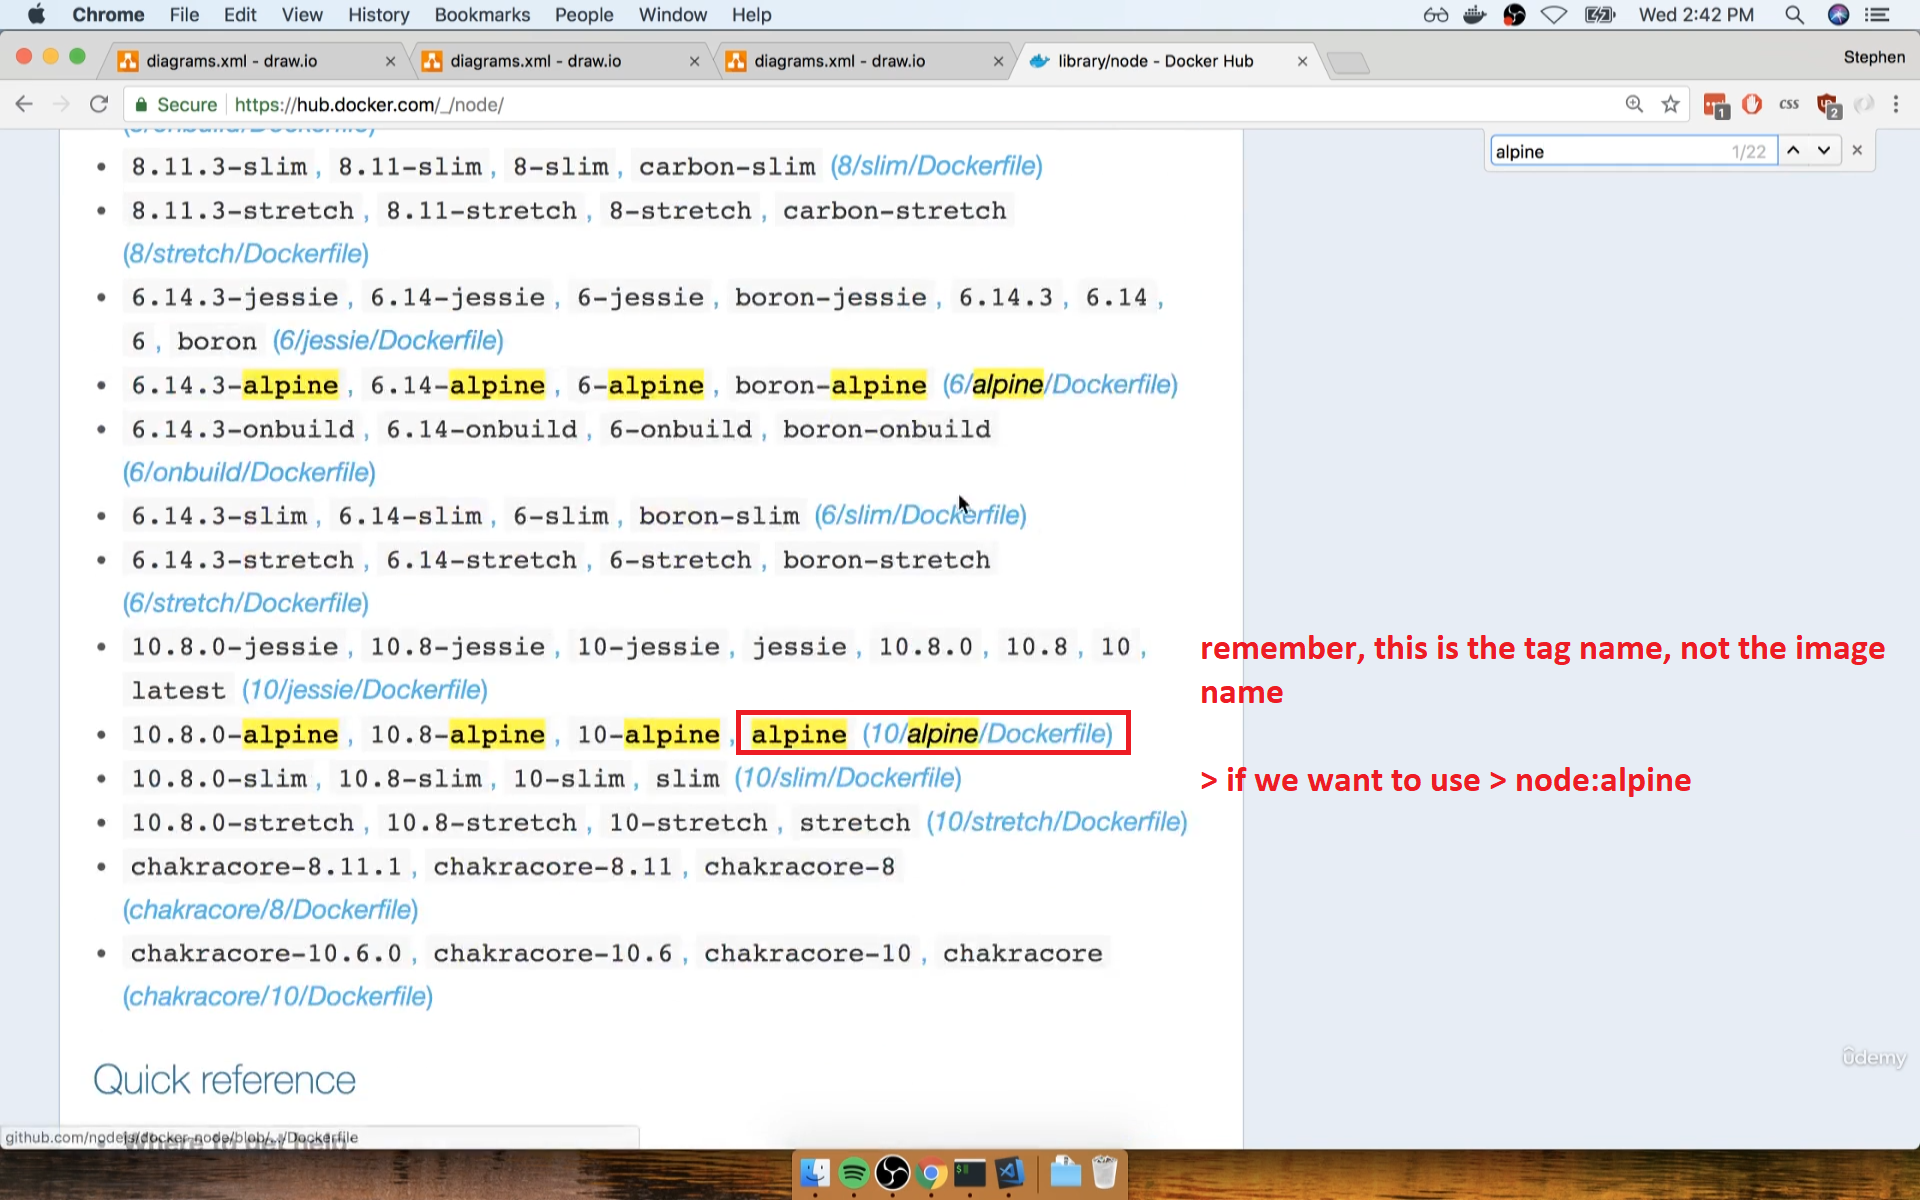 Chrome File Edit View History Bookmarks People Window Help Wed 2:42 PM
diagrams.xml - draw.io diagrams.xml - draw.io diagrams.xml - draw.io library/node - Docker Hub Stephen
Secure https://hub.docker.com/_/node/ 1 css 2
alpine 1/22
8.11.3-slim , 8.11-slim , 8-slim , carbon-slim (8/slim/Dockerfile)
8.11.3-stretch , 8.11-stretch , 8-stretch , carbon-stretch
(8/stretch/Dockerfile)
6.14.3-jessie , 6.14-jessie , 6-jessie , boron-jessie , 6.14.3 , 6.14 ,
6 , boron (6/jessie/Dockerfile)
6.14.3-alpine , 6.14-alpine , 6-alpine , boron-alpine (6/alpine/Dockerfile)
6.14.3-onbuild , 6.14-onbuild , 6-onbuild , boron-onbuild
(6/onbuild/Dockerfile)
6.14.3-slim , 6.14-slim , 6-slim , boron-slim (6/slim/Dockerfile)
6.14.3-stretch , 6.14-stretch , 6-stretch , boron-stretch
(6/stretch/Dockerfile)
10.8.0-jessie , 10.8-jessie , 10-jessie , jessie , 10.8.0 , 10.8 , 10 ,
latest (10/jessie/Dockerfile)
10.8.0-alpine , 10.8-alpine , 10-alpine , alpine (10/alpine/Dockerfile)
10.8.0-slim , 10.8-slim , 10-slim , slim (10/slim/Dockerfile)
10.8.0-stretch , 10.8-stretch , 10-stretch , stretch (10/stretch/Dockerfile)
chakracore-8.11.1 , chakracore-8.11 , chakracore-8
(chakracore/8/Dockerfile)
chakracore-10.6.0 , chakracore-10.6 , chakracore-10 , chakracore
(chakracore/10/Dockerfile)
remember, this is the tag name, not the image
name
> if we want to use > node:alpine
Quick reference
Where to get help
github.com/nodejs/docker-node/blob/.../Dockerfile
ûdemy